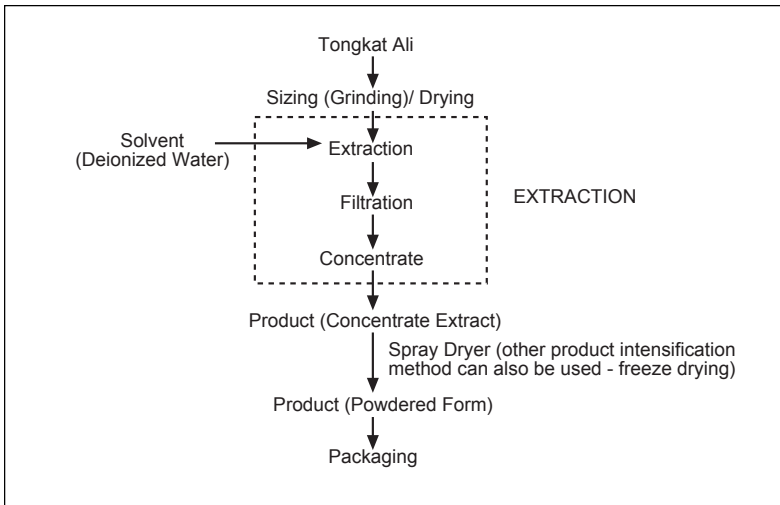 Tongkat Ali
Sizing (Grinding)/ Drying
Solvent
(Deionized Water)
Extraction
Filtration
EXTRACTION
Concentrate
Product (Concentrate Extract)
Spray Dryer (other product intensification
method can also be used - freeze drying)
Product (Powdered Form)
Packaging